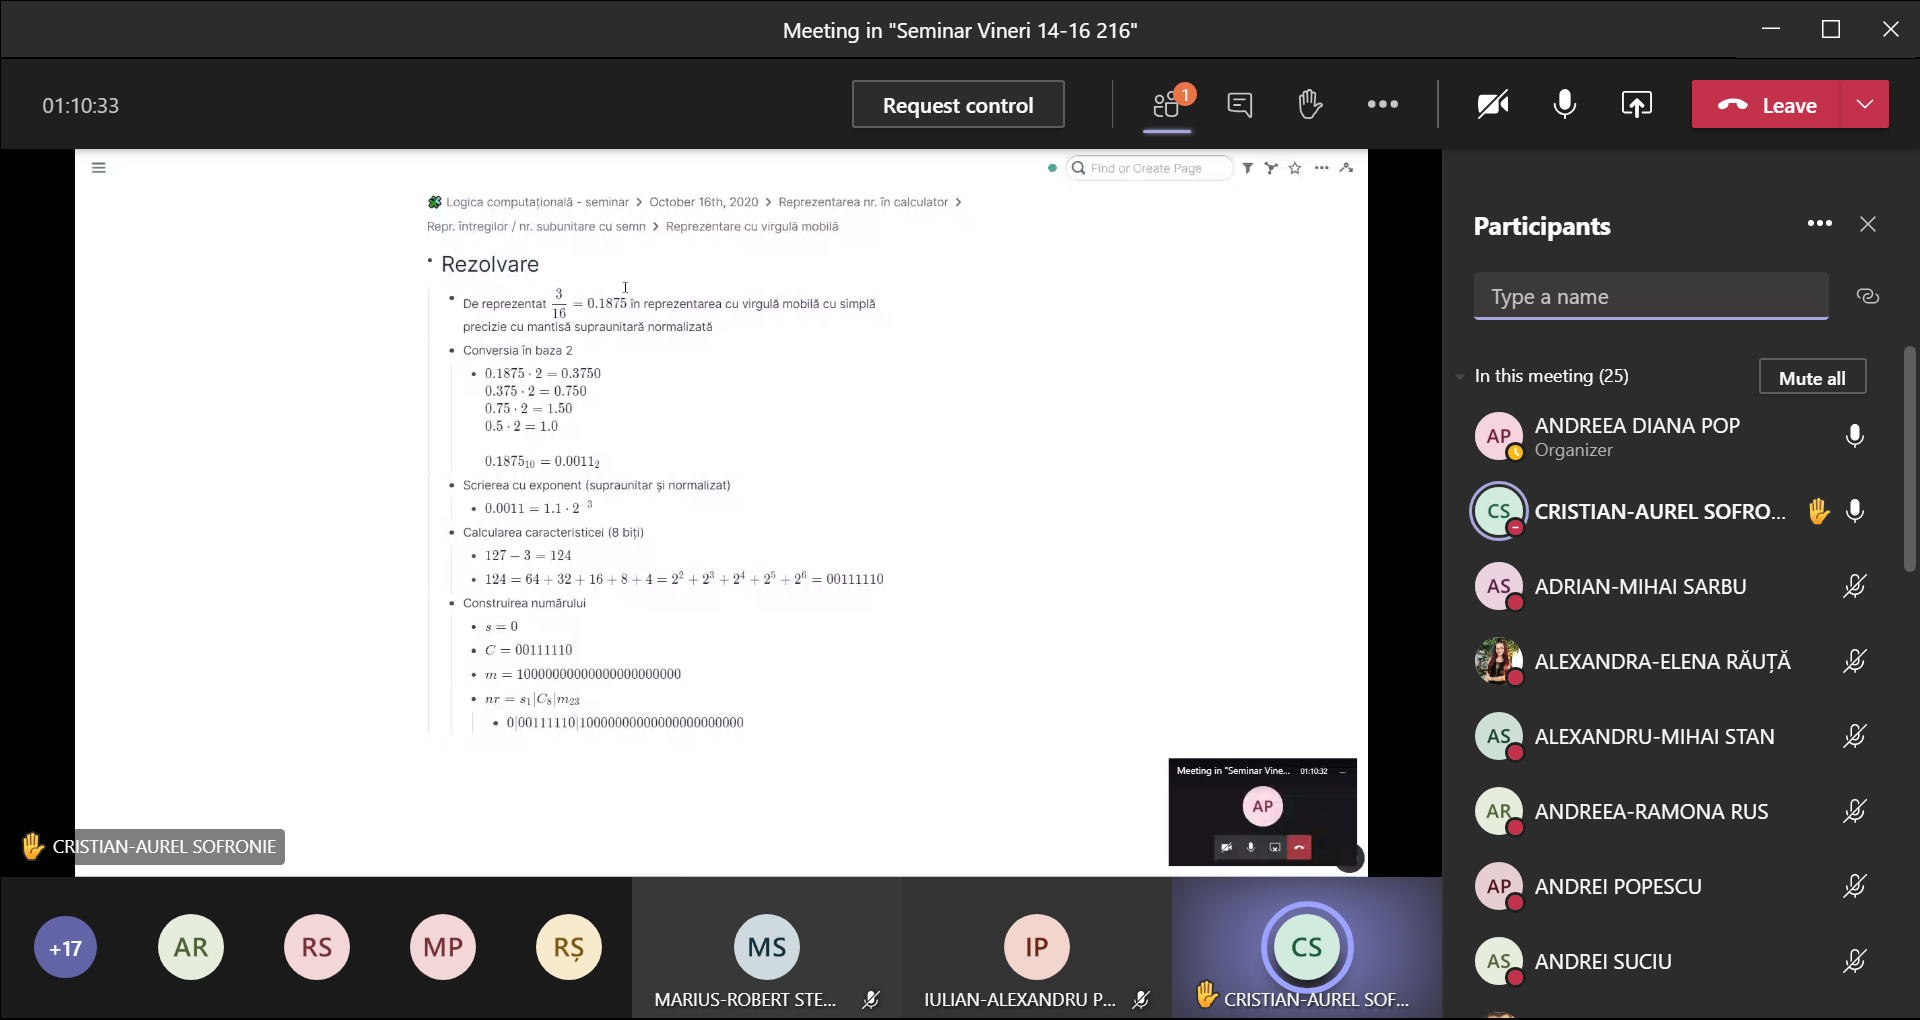 Meeting in "Seminar Vineri 14-16 216"
01:10:33
Request control
1
Leave
Find or Create Page
Logica computațională - seminar > October 16th, 2020 > Reprezentarea nr. în calculator >
Repr. întregilor / nr. subunitare cu semn > Reprezentare cu virgulă mobilă
Rezolvare
De reprezentat 3/16 = 0.1875 în reprezentarea cu virgulă mobilă cu simplă
precizie cu mantisă supraunitară normalizată
Conversia în baza 2
0.1875 · 2 = 0.3750
0.375 · 2 = 0.750
0.75 · 2 = 1.50
0.5 · 2 = 1.0
0.1875₁₀ = 0.0011₂
Scrierea cu exponent (supraunitar și normalizat)
0.0011 = 1.1 · 2⁻³
Calcularea caracteristicei (8 biți)
127 − 3 = 124
124 = 64 + 32 + 16 + 8 + 4 = 2² + 2³ + 2⁴ + 2⁵ + 2⁶ = 00111110
Construirea numărului
s = 0
C = 00111110
m = 10000000000000000000000
nr = s₁|C₈|m₂₃
0|00111110|10000000000000000000000
Meeting in "Seminar Vine... 01:10:32
AP
CRISTIAN-AUREL SOFRONIE
+17
AR
RS
MP
RȘ
MS
MARIUS-ROBERT STE...
IP
IULIAN-ALEXANDRU P...
CS
CRISTIAN-AUREL SOF...
Participants
Type a name
In this meeting (25)
Mute all
AP
ANDREEA DIANA POP
Organizer
CS
CRISTIAN-AUREL SOFRO...
AS
ADRIAN-MIHAI SARBU
ALEXANDRA-ELENA RĂUȚĂ
AS
ALEXANDRU-MIHAI STAN
AR
ANDREEA-RAMONA RUS
AP
ANDREI POPESCU
AS
ANDREI SUCIU